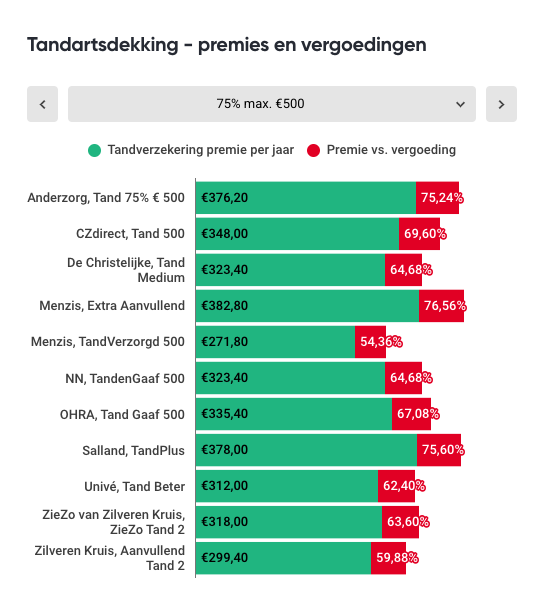 Tandartsdekking - premies en vergoedingen
75% max. €500
Tandverzekering premie per jaar Premie vs. vergoeding
Anderzorg, Tand 75% € 500 €376,20 75,24%
CZdirect, Tand 500 €348,00 69,60%
De Christelijke, Tand
Medium €323,40 64,68%
Menzis, Extra Aanvullend €382,80 76,56%
Menzis, TandVerzorgd 500 €271,80 54,36%
NN, TandenGaaf 500 €323,40 64,68%
OHRA, Tand Gaaf 500 €335,40 67,08%
Salland, TandPlus €378,00 75,60%
Univé, Tand Beter €312,00 62,40%
ZieZo van Zilveren Kruis,
ZieZo Tand 2 €318,00 63,60%
Zilveren Kruis, Aanvullend
Tand 2 €299,40 59,88%